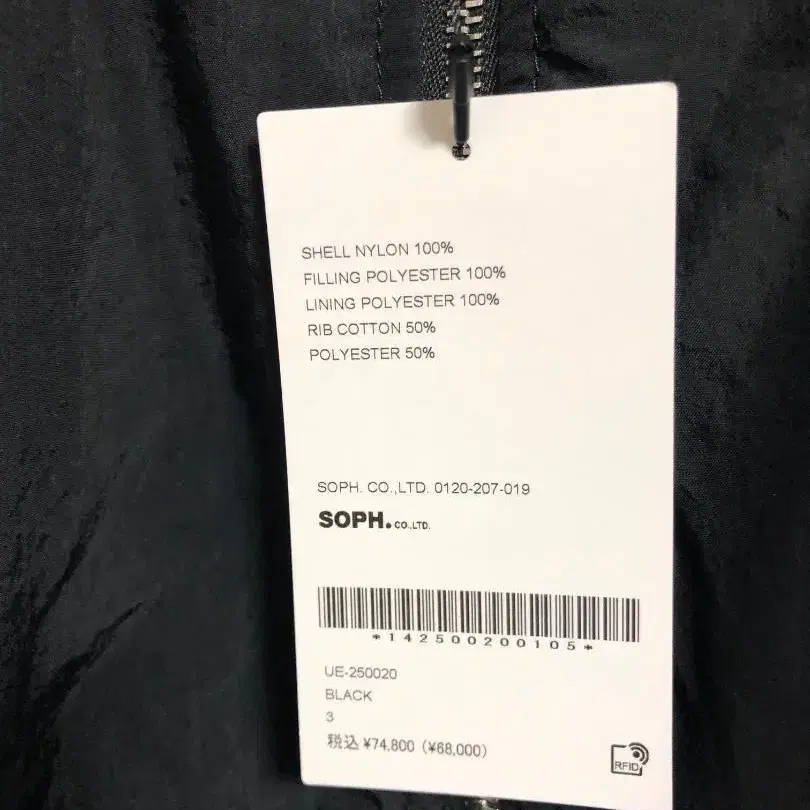 SHELL NYLON 100%
FILLING POLYESTER 100%
LINING POLYESTER 100%
RIB COTTON 50%
POLYESTER 50%
SOPH. CO.,LTD. 0120-207-019
SOPH. CO.,LTD.
*142500200105*
UE-250020
BLACK
3
税込 ¥74,800 (¥68,000)
RFID